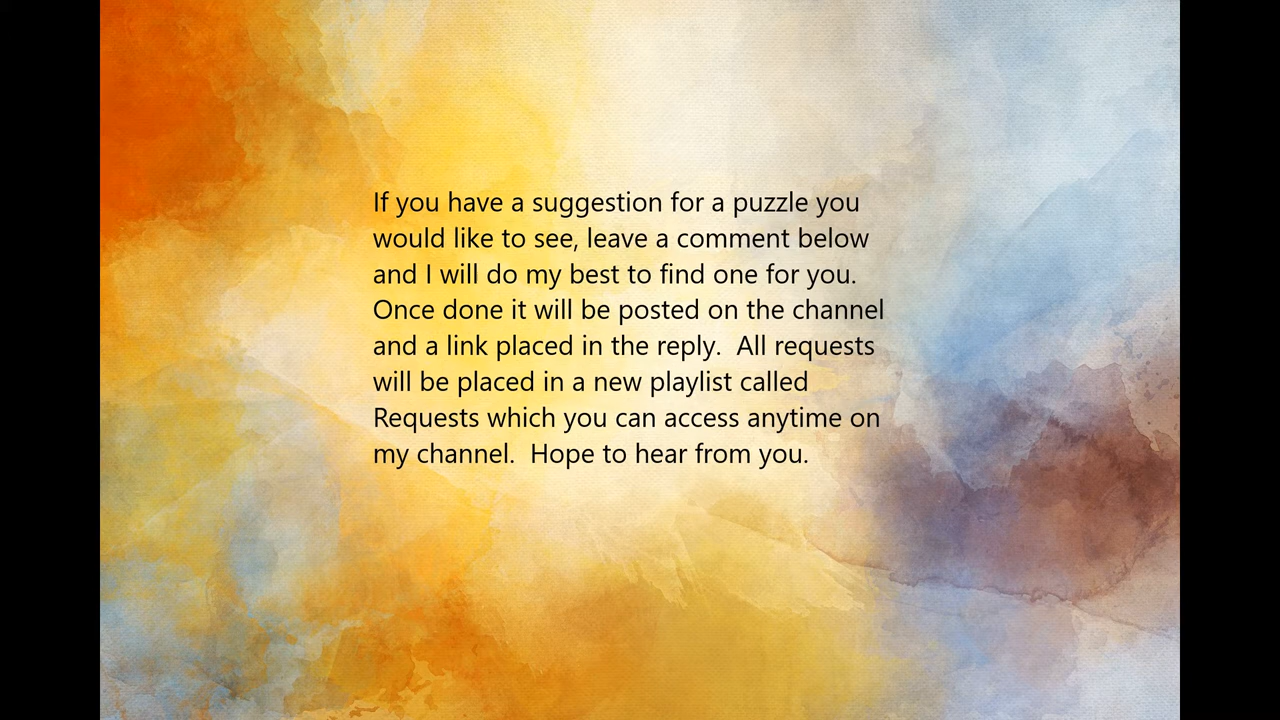 If you have a suggestion for a puzzle you
would like to see, leave a comment below
and I will do my best to find one for you.
Once done it will be posted on the channel
and a link placed in the reply.  All requests
will be placed in a new playlist called
Requests which you can access anytime on
my channel.  Hope to hear from you.